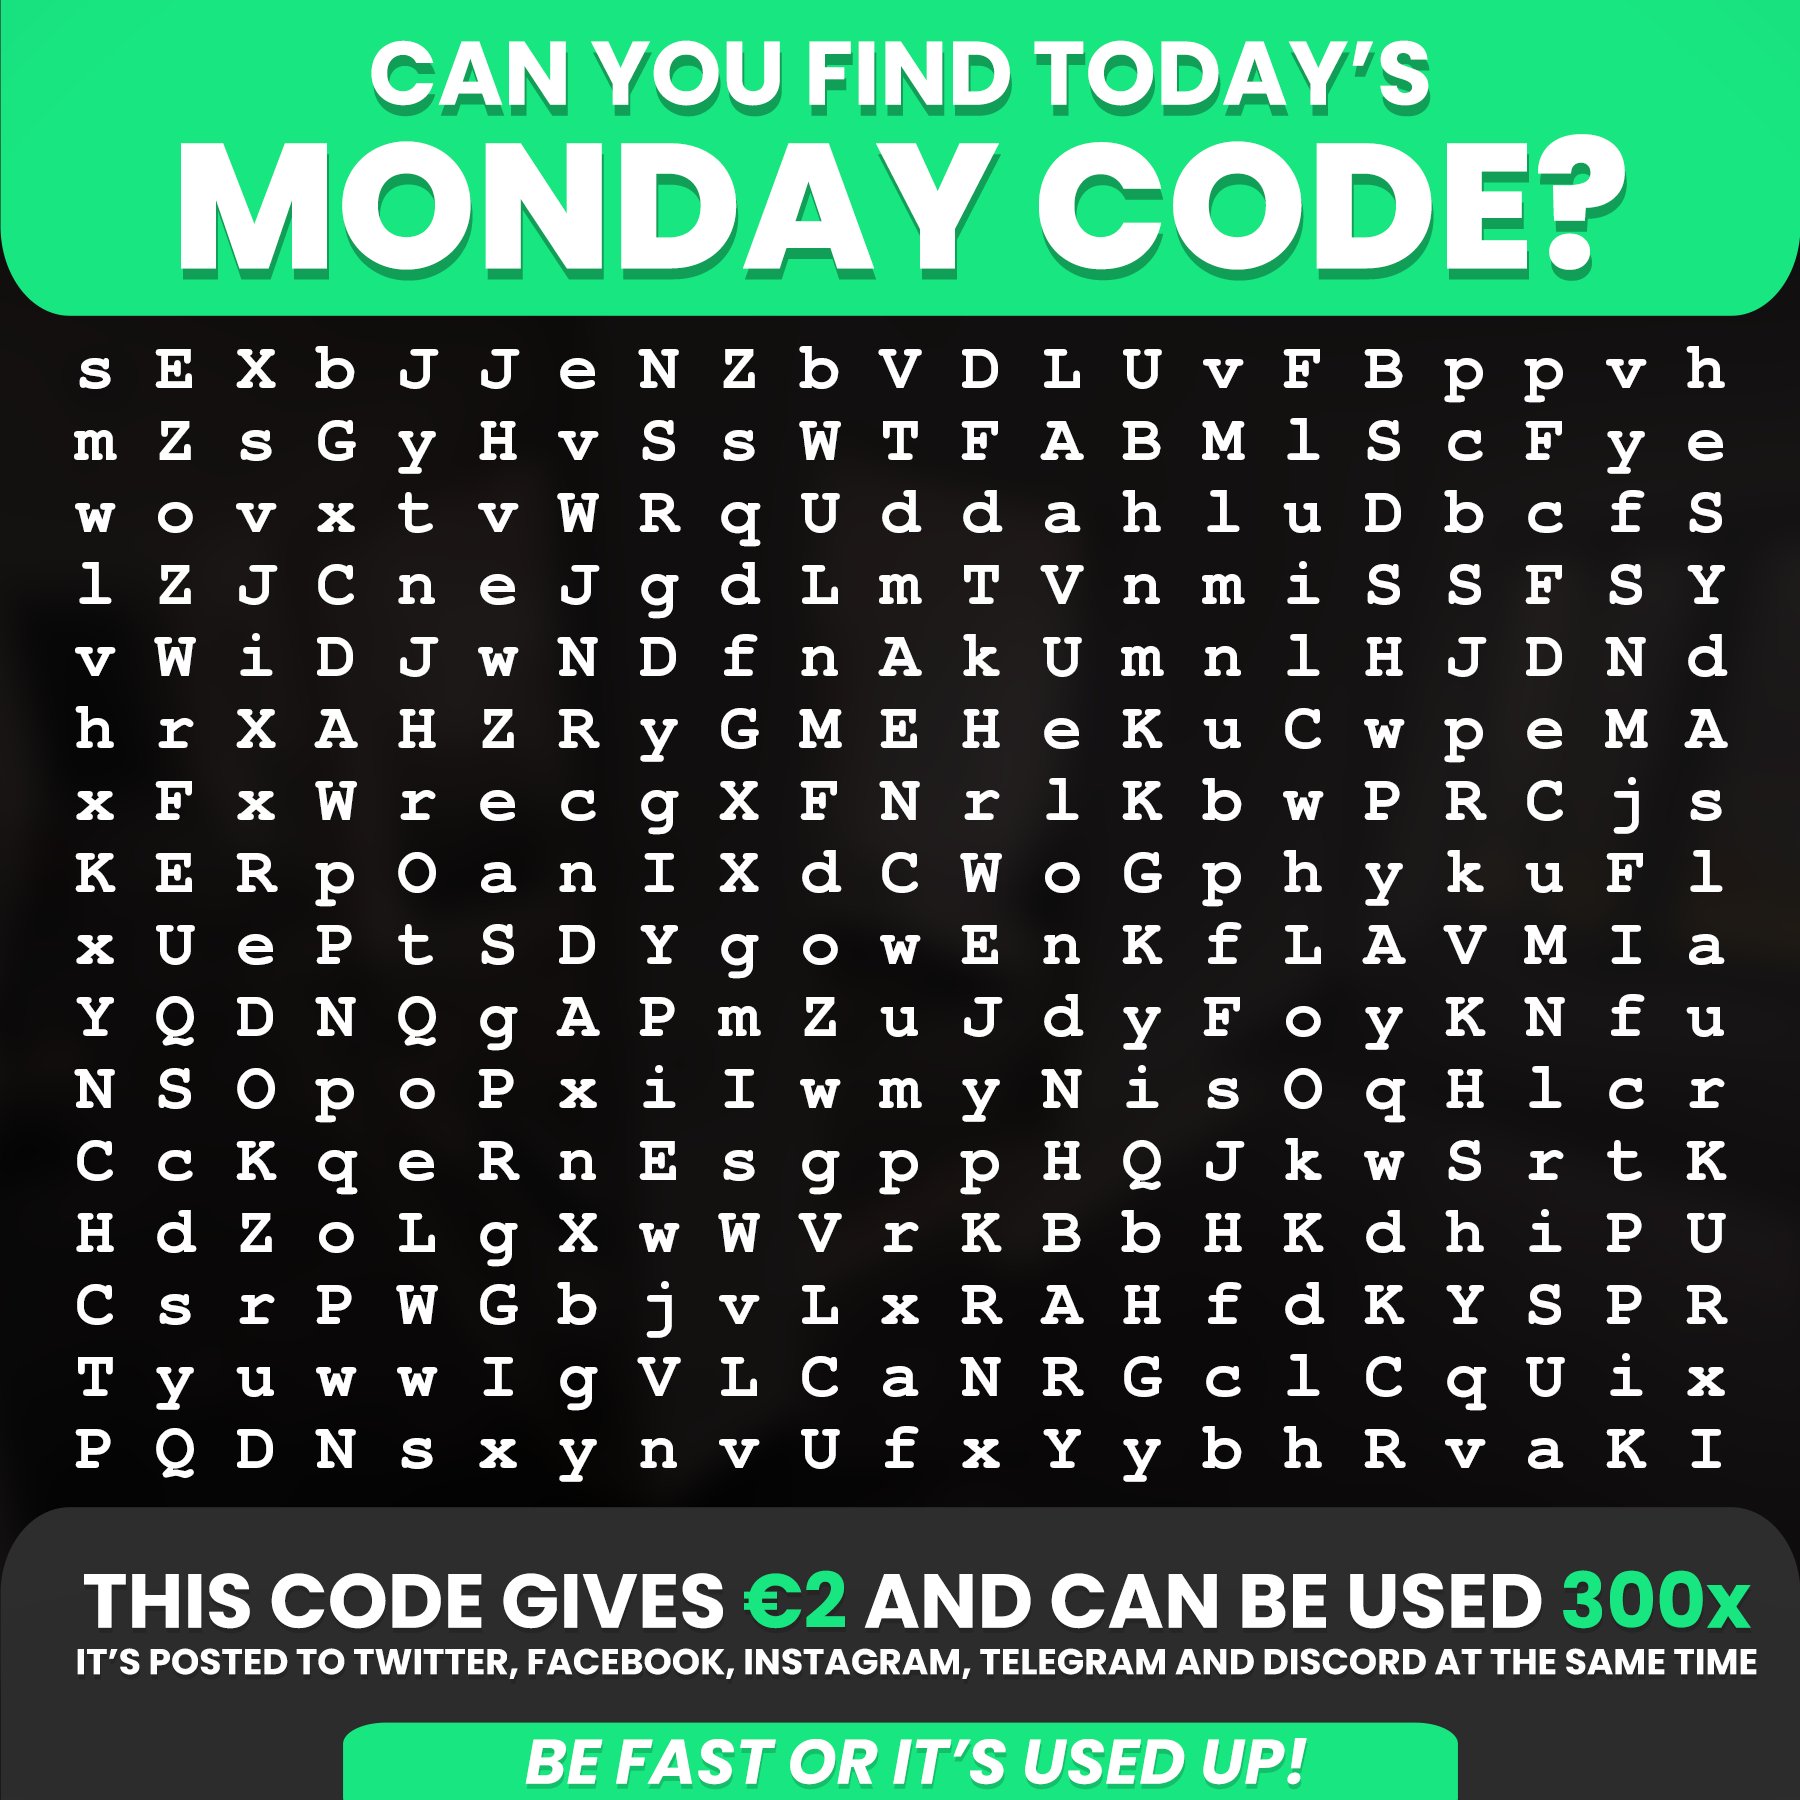 CAN YOU FIND TODAY'S
MONDAY CODE?
s E X b J J e N Z b V D L U v F B p p v h
m Z s G y H v S s W T F A B M l S c F y e
w o v x t v W R q U d d a h l u D b c f S
l Z J C n e J g d L m T V n m i S S F S Y
v W i D J w N D f n A k U m n l H J D N d
h r X A H Z R y G M E H e K u C w p e M A
x F x W r e c g X F N r l K b w P R C j s
K E R p O a n I X d C W o G p h y k u F l
x U e P t S D Y g o w E n K f L A V M I a
Y Q D N Q g A P m Z u J d y F o y K N f u
N S O p o P x i I w m y N i s O q H l c r
C c K q e R n E s g p p H Q J k w S r t K
H d Z o L g X w W V r K B b H K d h i P U
C s r P W G b j v L x R A H f d K Y S P R
T y u w w I g V L C a N R G c l C q U i x
P Q D N s x y n v U f x Y y b h R v a K I
THIS CODE GIVES €2 AND CAN BE USED 300x
IT'S POSTED TO TWITTER, FACEBOOK, INSTAGRAM, TELEGRAM AND DISCORD AT THE SAME TIME
BE FAST OR IT'S USED UP!